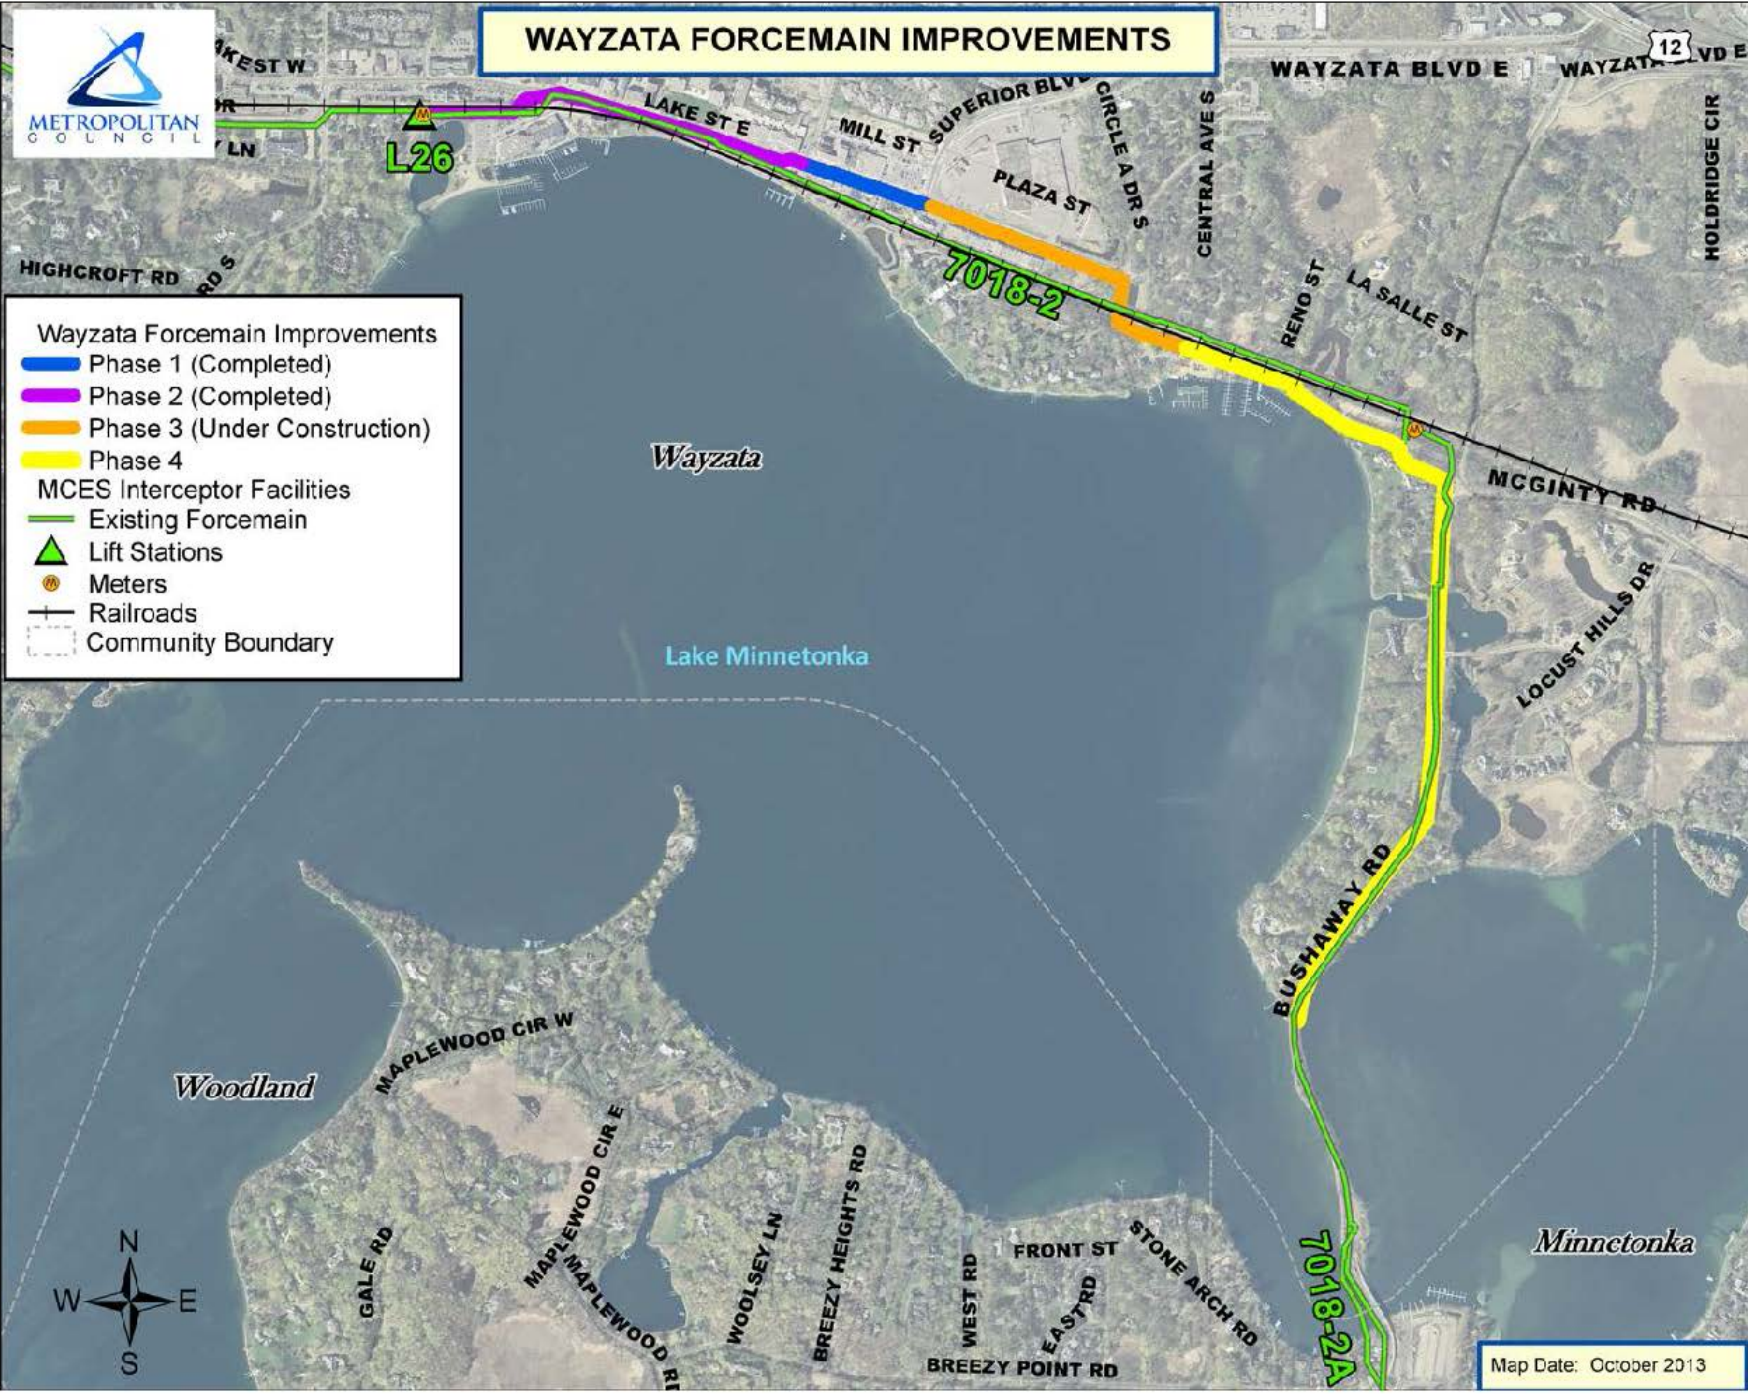 WAYZATA FORCEMAIN IMPROVEMENTS
METROPOLITAN
COUNCIL
12
WAYZATA BLVD E
LAKE ST E
MILL ST
SUPERIOR BLVD
CIRCLE A DR S
CENTRAL AVE S
HOLDRIDGE CIR
PLAZA ST
L26
LN
HIGHCROFT RD
RD S
7018-2
RENO ST
LA SALLE ST
Wayzata Forcemain Improvements
Phase 1 (Completed)
Phase 2 (Completed)
Phase 3 (Under Construction)
Phase 4
MCES Interceptor Facilities
Existing Forcemain
Lift Stations
Meters
Railroads
Community Boundary
Wayzata
MCGINTY RD
LOCUST HILLS DR
Lake Minnetonka
BUSHAWAY RD
MAPLEWOOD CIR W
Woodland
MAPLEWOOD CIR E
GALE RD
MAPLEWOOD
WOOLSEY LN
BREEZY HEIGHTS RD
WEST RD
FRONT ST
EAST RD
STONE ARCH RD
BREEZY POINT RD
7018-2A
Minnetonka
N
W
E
S
Map Date: October 2013